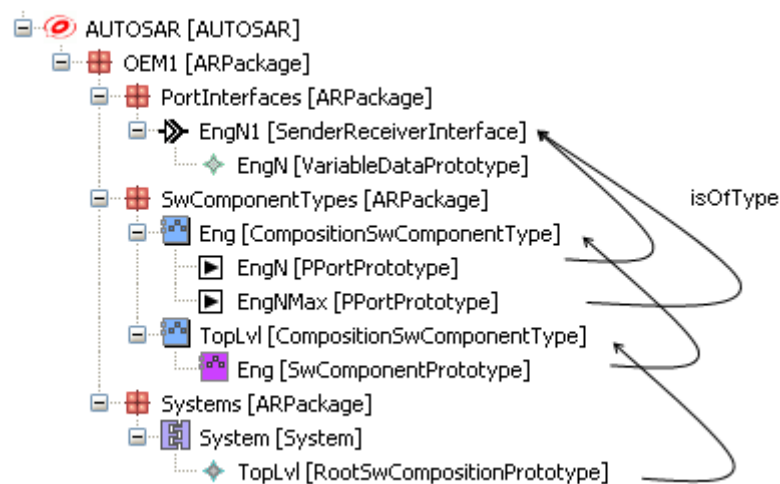 AUTOSAR [AUTOSAR]
OEM1 [ARPackage]
PortInterfaces [ARPackage]
EngN1 [SenderReceiverInterface]
EngN [VariableDataPrototype]
SwComponentTypes [ARPackage]
isOfType
Eng [CompositionSwComponentType]
EngN [PPortPrototype]
EngNMax [PPortPrototype]
TopLvl [CompositionSwComponentType]
Eng [SwComponentPrototype]
Systems [ARPackage]
System [System]
TopLvl [RootSwCompositionPrototype]